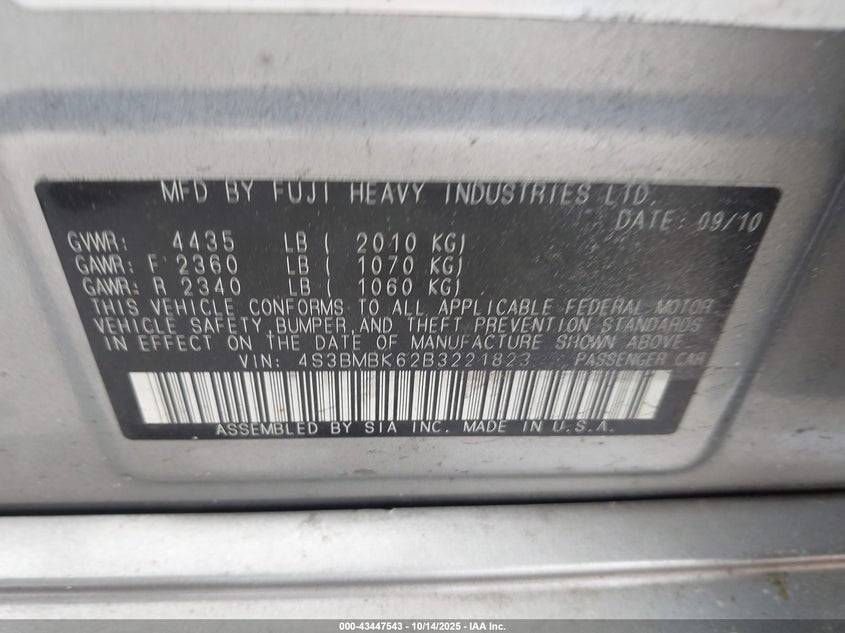 MFD BY FUJI HEAVY INDUSTRIES LTD.
DATE: 09/10
GVWR: 4435 LB ( 2010 KG)
GAWR: F 2360 LB ( 1070 KG)
GAWR: R 2340 LB ( 1060 KG)
THIS VEHICLE CONFORMS TO ALL APPLICABLE FEDERAL MOTOR
VEHICLE SAFETY, BUMPER, AND THEFT PREVENTION STANDARDS
IN EFFECT ON THE DATE OF MANUFACTURE SHOWN ABOVE.
VIN: 4S3BMBK62B3221823 PASSENGER CAR
ASSEMBLED BY SIA INC. MADE IN U.S.A.
000-43447543 - 10/14/2025 - IAA Inc.